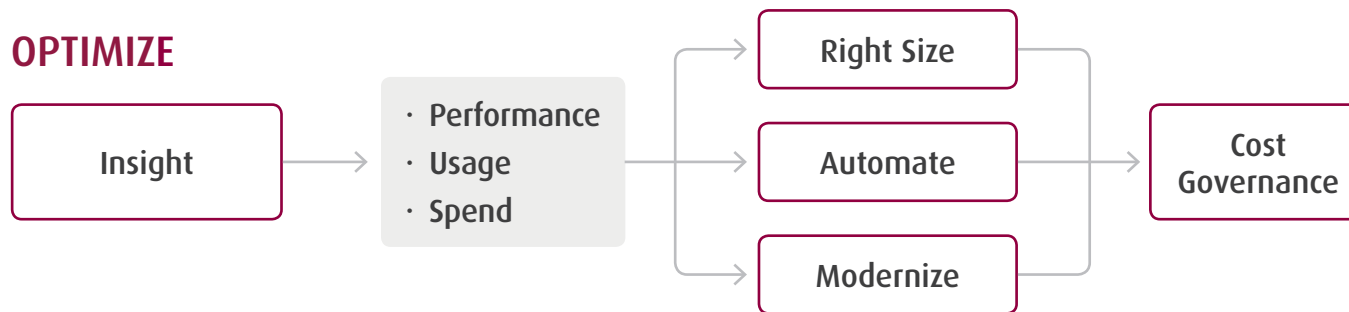 OPTIMIZE
Insight
· Performance
· Usage
· Spend
Right Size
Automate
Modernize
Cost
Governance